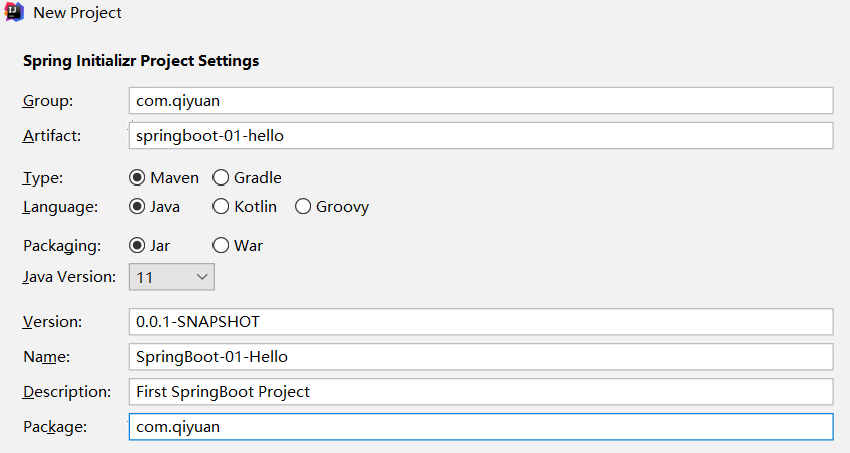 New Project
Spring Initializr Project Settings
Group: com.qiyuan
Artifact: springboot-01-hello
Type: Maven Gradle
Language: Java Kotlin Groovy
Packaging: Jar War
Java Version: 11
Version: 0.0.1-SNAPSHOT
Name: SpringBoot-01-Hello
Description: First SpringBoot Project
Package: com.qiyuan